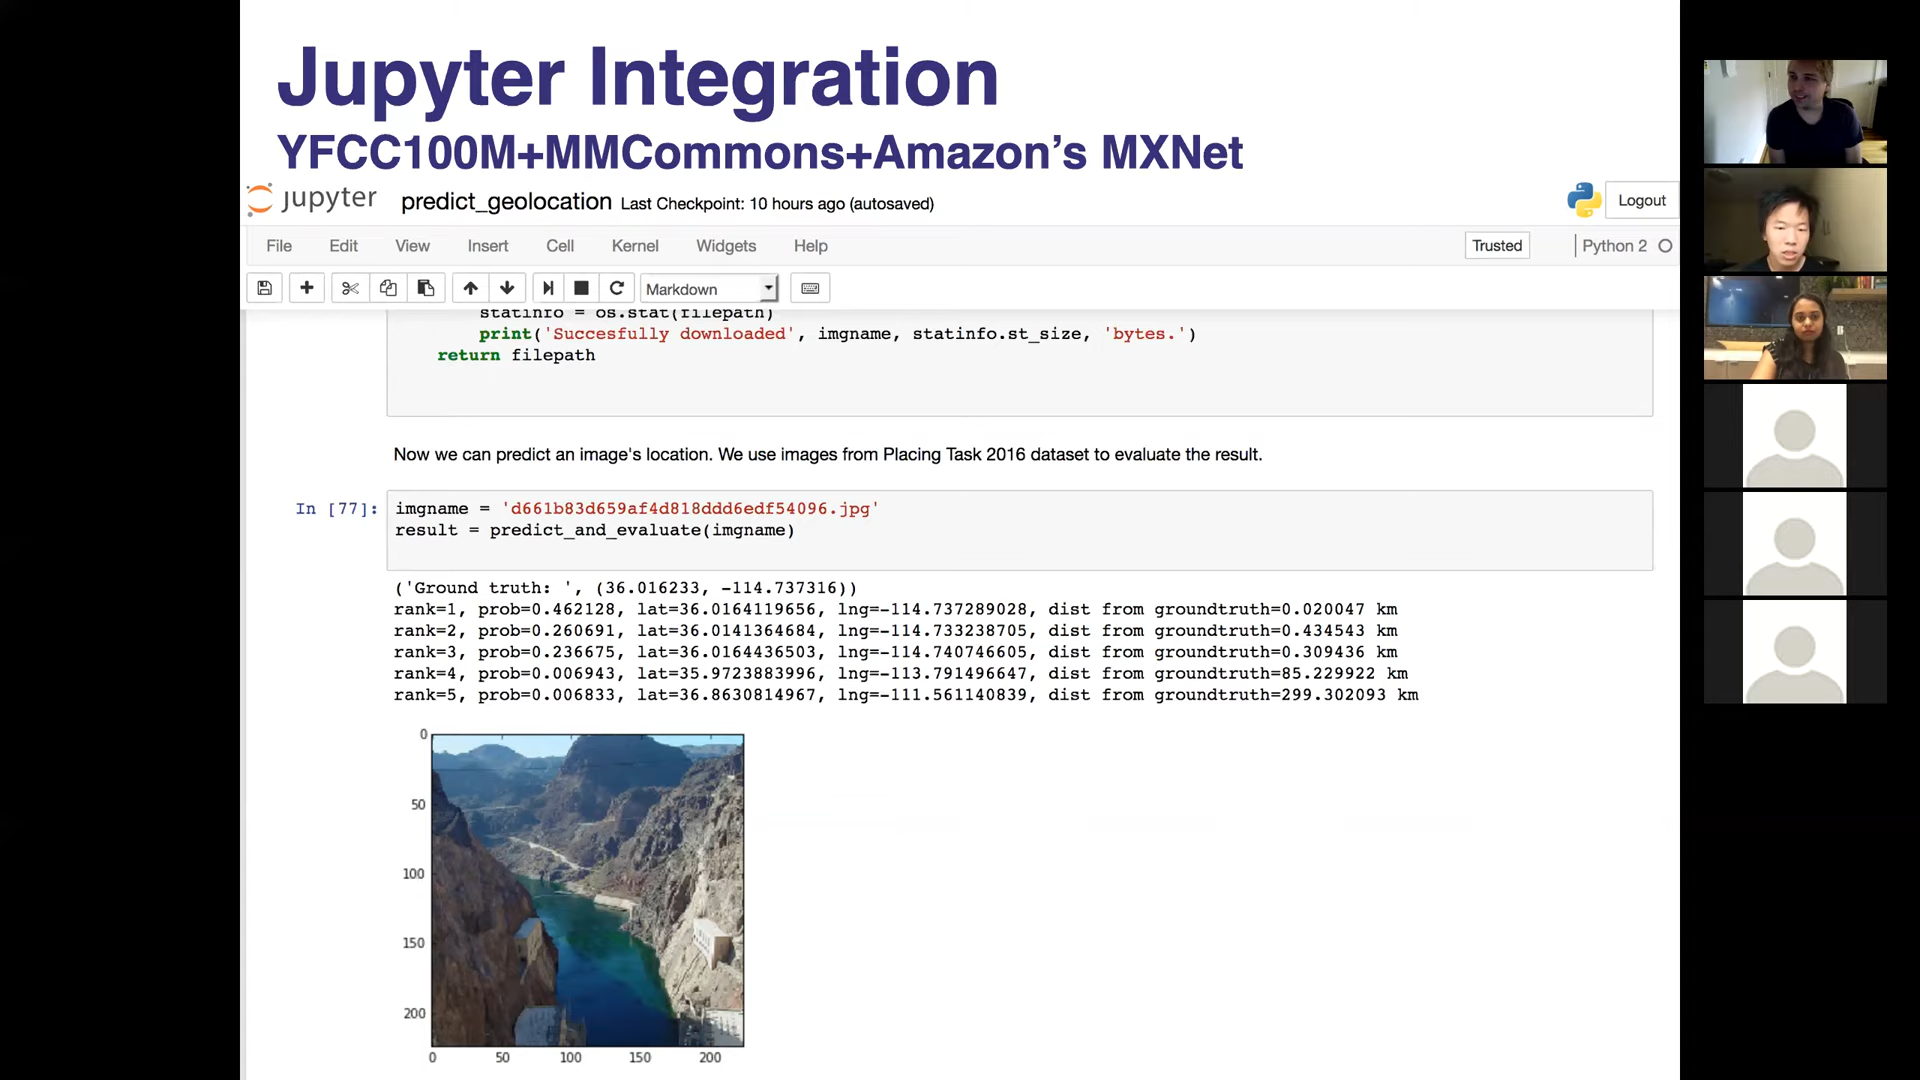 Jupyter Integration
YFCC100M+MMCommons+Amazon’s MXNet
jupyter predict_geolocation Last Checkpoint: 10 hours ago (autosaved) Logout
File Edit View Insert Cell Kernel Widgets Help Trusted Python 2
Markdown
statinfo = os.stat(filepath)
print('Succesfully downloaded', imgname, statinfo.st_size, 'bytes.')
return filepath
Now we can predict an image's location. We use images from Placing Task 2016 dataset to evaluate the result.
In [77]: imgname = 'd661b83d659af4d818ddd6edf54096.jpg'
result = predict_and_evaluate(imgname)
('Ground truth: ', (36.016233, -114.737316))
rank=1, prob=0.462128, lat=36.0164119656, lng=-114.737289028, dist from groundtruth=0.020047 km
rank=2, prob=0.260691, lat=36.0141364684, lng=-114.733238705, dist from groundtruth=0.434543 km
rank=3, prob=0.236675, lat=36.0164436503, lng=-114.740746605, dist from groundtruth=0.309436 km
rank=4, prob=0.006943, lat=35.9723883996, lng=-113.791496647, dist from groundtruth=85.229922 km
rank=5, prob=0.006833, lat=36.8630814967, lng=-111.561140839, dist from groundtruth=299.302093 km
0
50
100
150
200
0 50 100 150 200